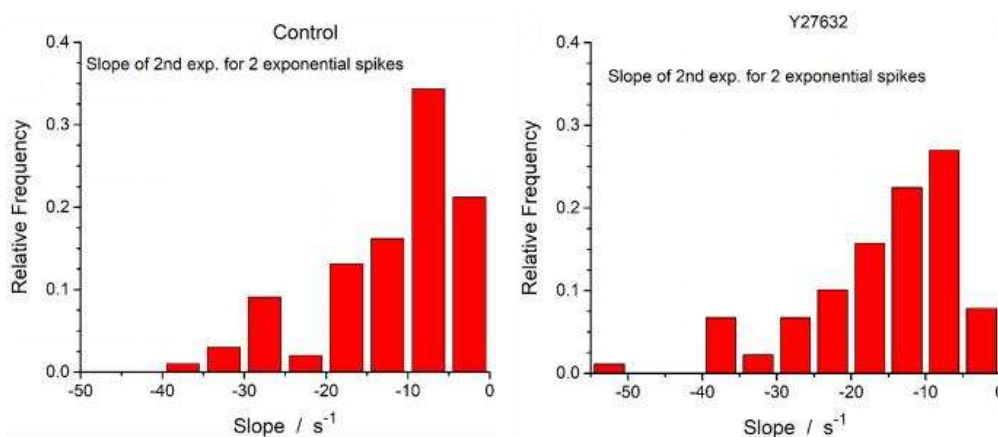 Control
Slope of 2nd exp. for 2 exponential spikes
0.4
0.3
0.2
0.1
0.0
Relative Frequency
-50
-40
-30
-20
-10
0
Slope / s⁻¹
Y27632
Slope of 2nd exp. for 2 exponential spikes
0.4
0.3
0.2
0.1
0.0
Relative Frequency
-50
-40
-30
-20
-10
0
Slope / s⁻¹